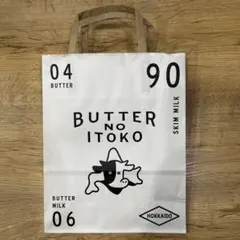 04
BUTTER
90
SKIM MILK
BUTTER
NO
ITOKO
BUTTER
MILK
06
HOKKAIDO